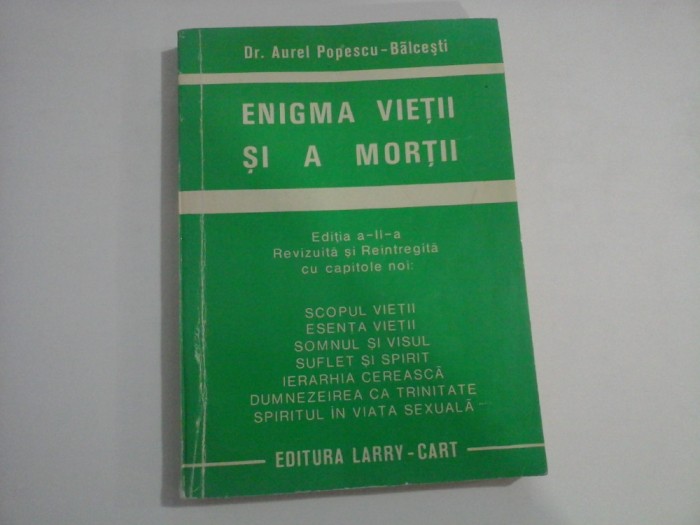 Dr. Aurel Popescu-Bălcești
ENIGMA VIEȚII
ȘI A MORȚII
Ediția a-II-a
Revizuită și Reintregită
cu capitole noi:
SCOPUL VIEȚII
ESENȚA VIEȚII
SOMNUL ȘI VISUL
SUFLET ȘI SPIRIT
IERARHIA CEREASCĂ
DUMNEZEIREA CA TRINITATE
SPIRITUL ÎN VIAȚA SEXUALĂ
EDITURA LARRY-CART